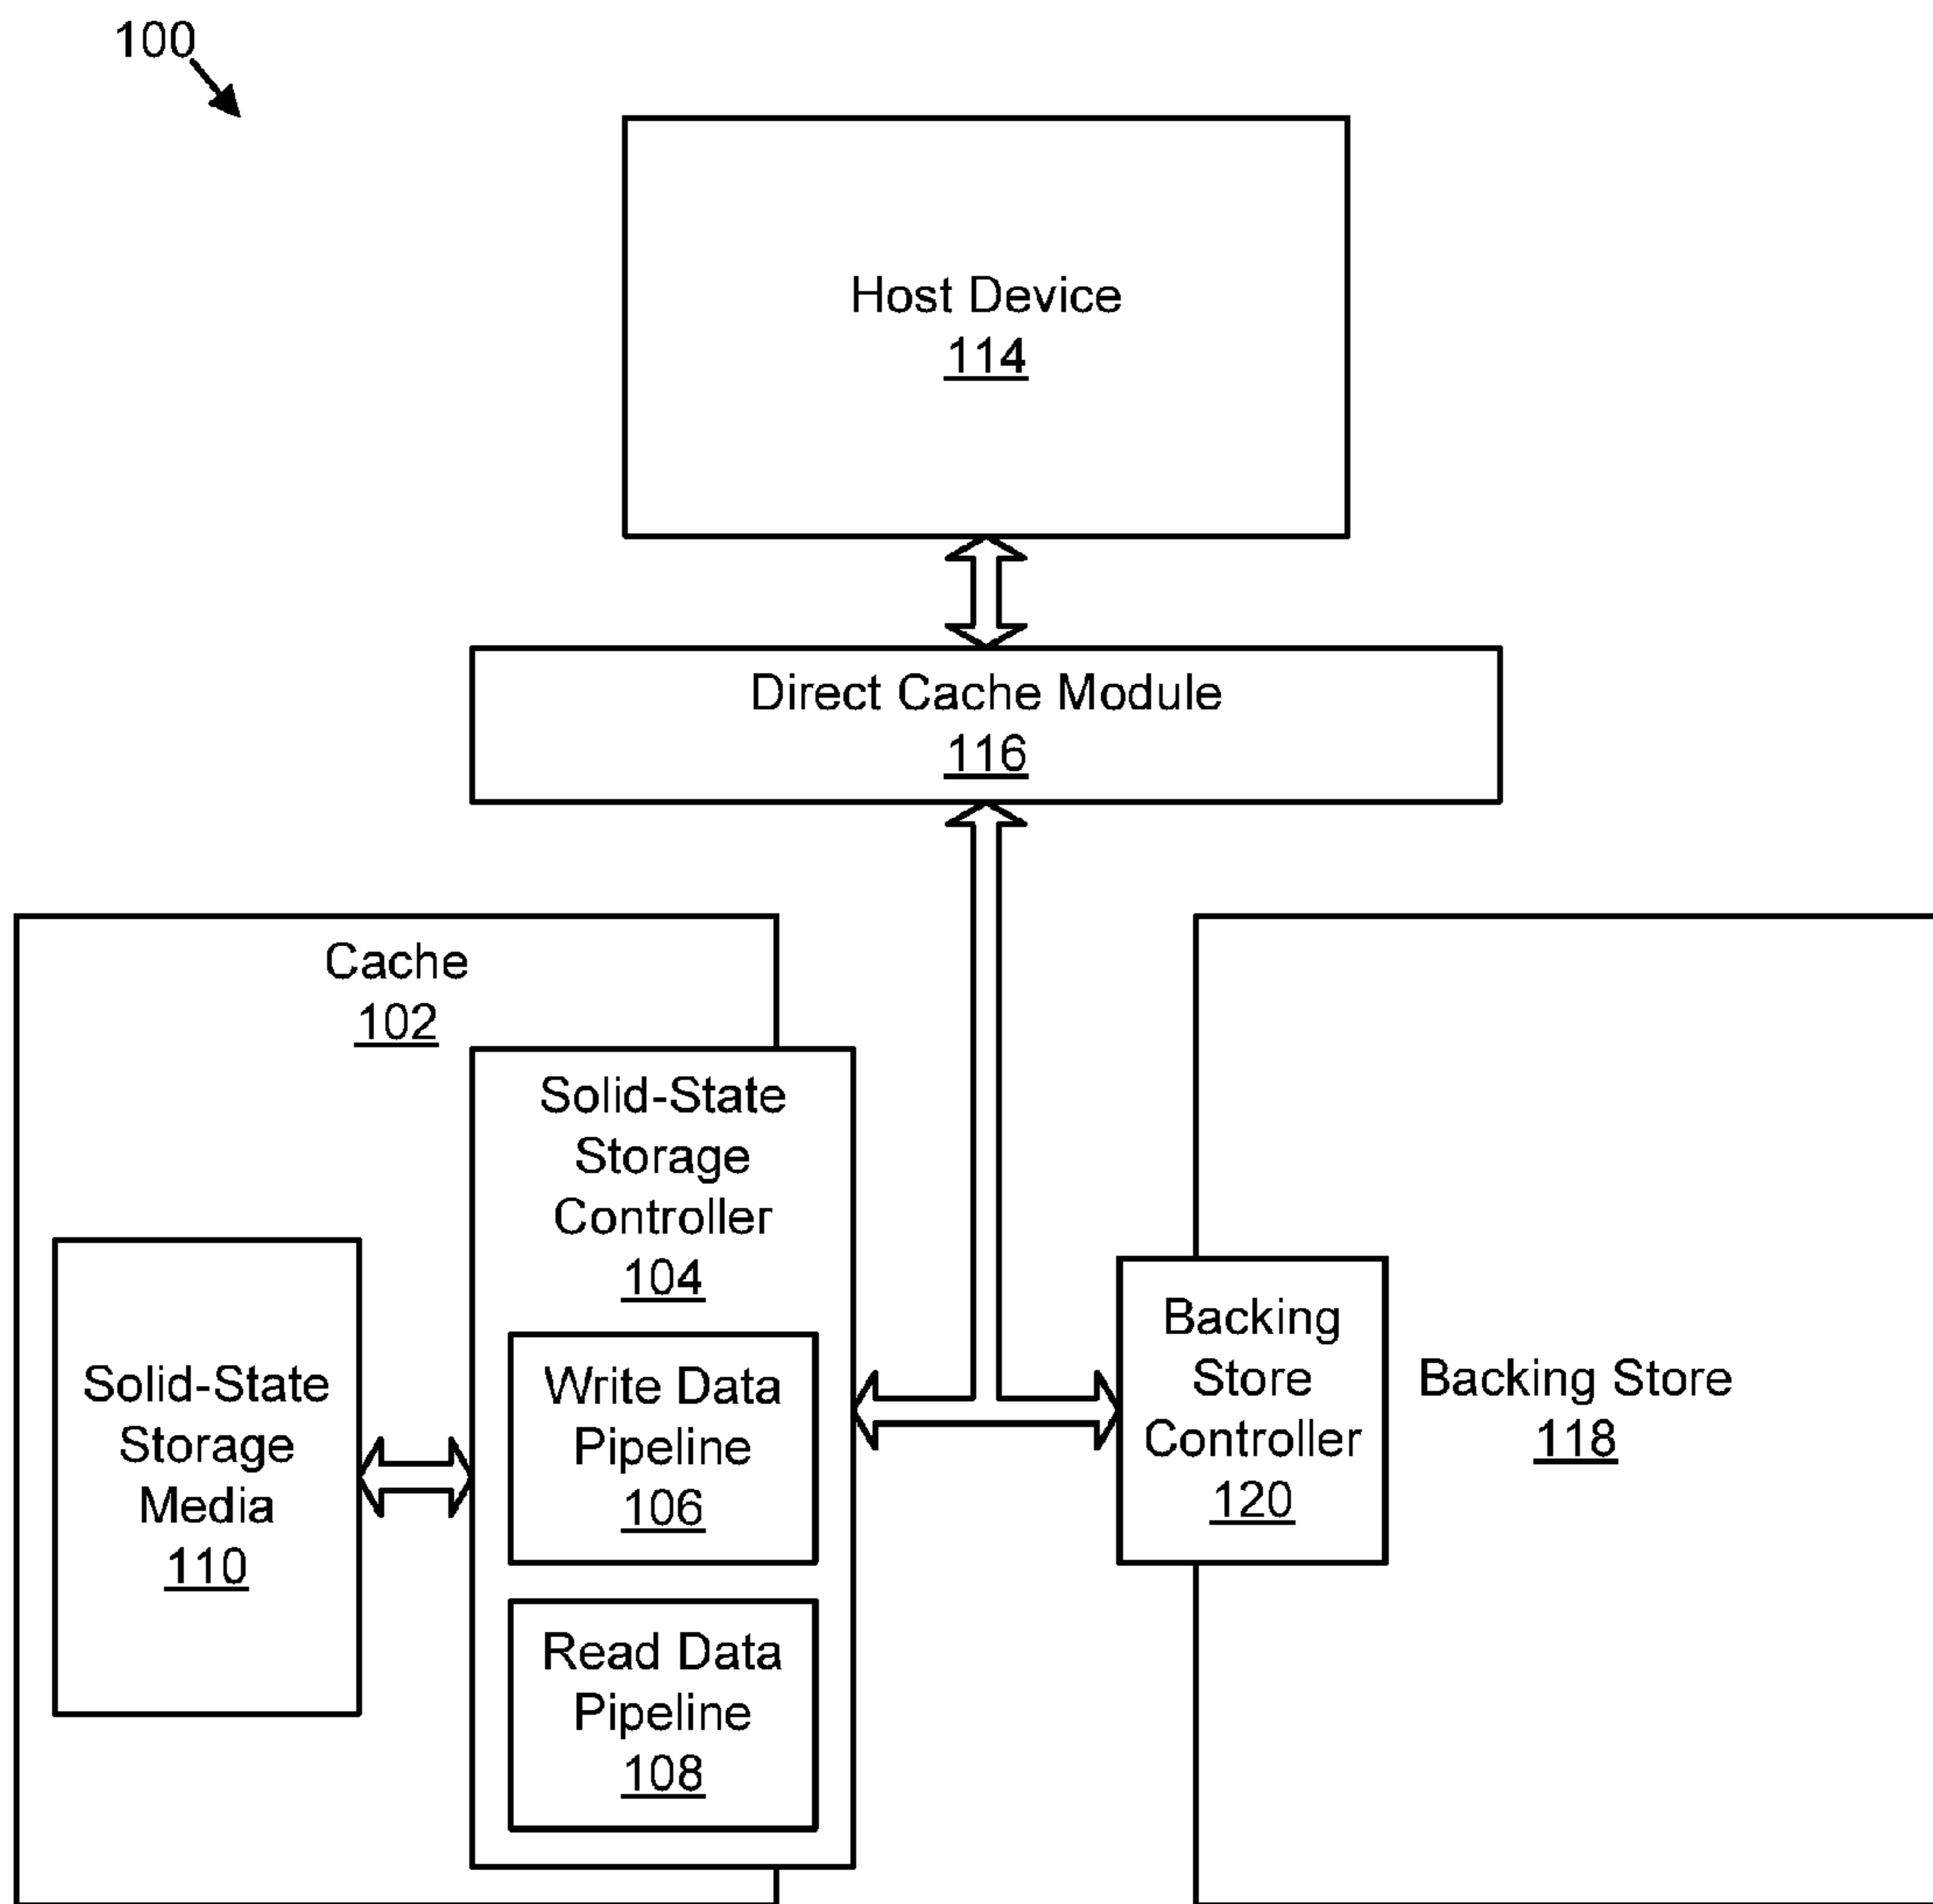 100
Host Device
114
Direct Cache Module
116
Cache
102
Solid-State
Storage
Controller
104
Solid-State
Storage
Media
110
Write Data
Pipeline
106
Read Data
Pipeline
108
Backing
Store
Controller
120
Backing Store
118